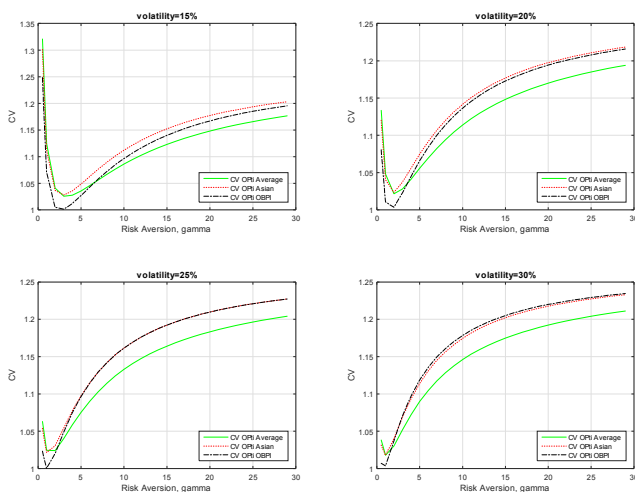 volatility=15%
1.35
1.3
1.25
1.2
1.15
1.1
1.05
1
CV
0 5 10 15 20 25 30
Risk Aversion, gamma
CV OPti Average
CV OPti Asian
CV OPti OBPI
volatility=20%
1.25
1.2
1.15
1.1
1.05
1
CV
0 5 10 15 20 25 30
Risk Aversion, gamma
CV OPti Average
CV OPti Asian
CV OPti OBPI
volatility=25%
1.25
1.2
1.15
1.1
1.05
1
CV
0 5 10 15 20 25 30
Risk Aversion, gamma
CV OPti Average
CV OPti Asian
CV OPti OBPI
volatility=30%
1.25
1.2
1.15
1.1
1.05
1
CV
0 5 10 15 20 25 30
Risk Aversion, gamma
CV OPti Average
CV OPti Asian
CV OPti OBPI